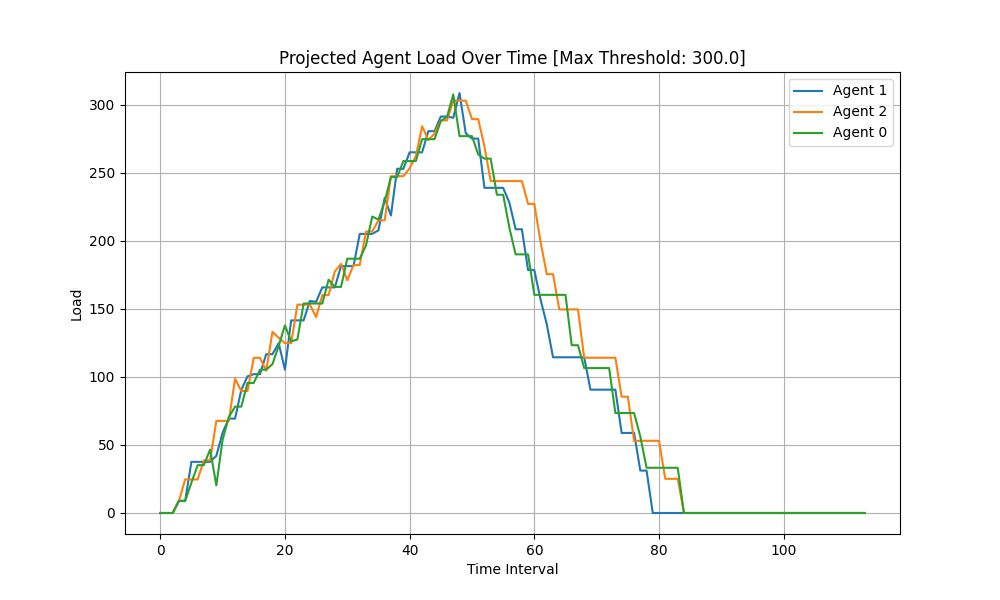 Projected Agent Load Over Time [Max Threshold: 300.0]
Agent 1
Agent 2
Agent 0
300
250
200
150
100
50
0
Load
0 20 40 60 80 100
Time Interval